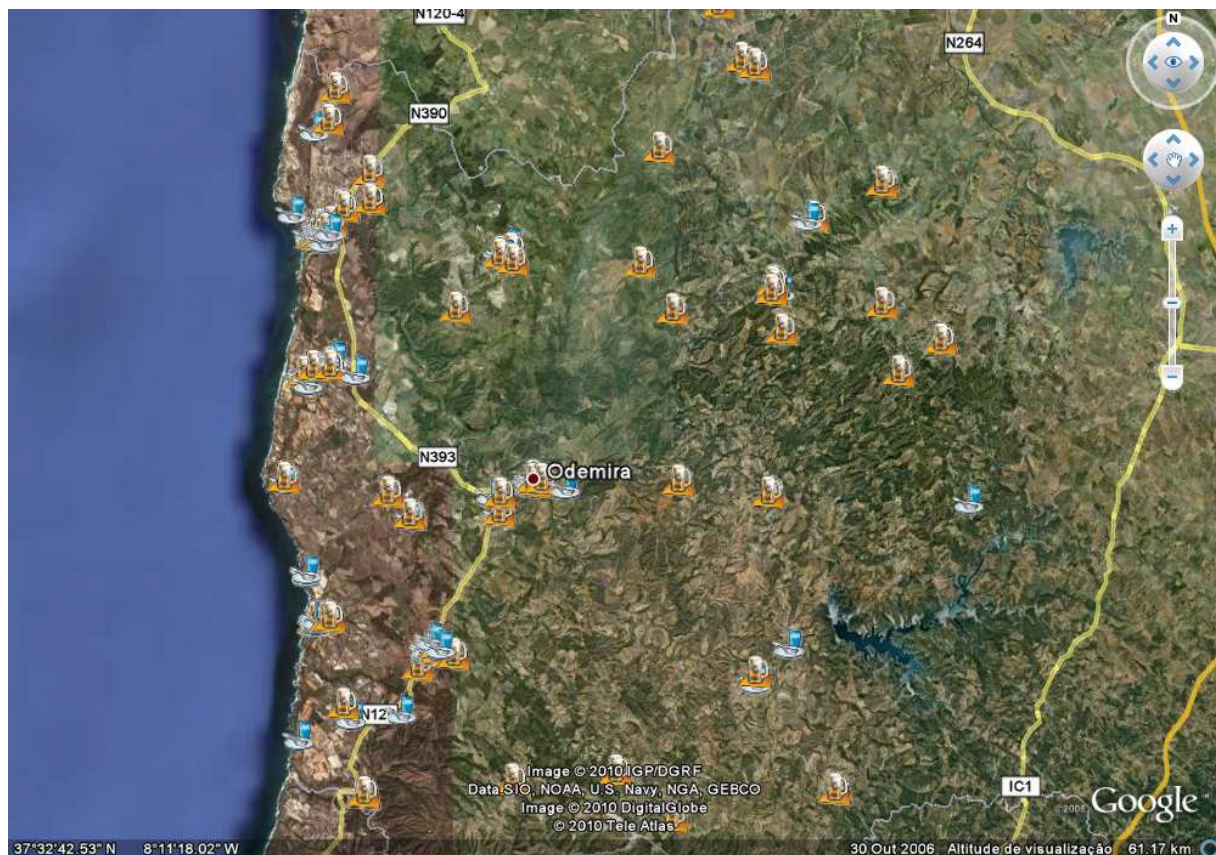 N120-4
N
N264
N390
N393
Odemira
N12
Image © 2010 IGP/DGRF
Data SIO, NOAA, U.S. Navy, NGA, GEBCO
Image © 2010 DigitalGlobe
© 2010 Tele Atlas
IC1
©2008 Google
37°32'42.53" N 8°11'18.02" W
30 Out 2006 Altitude de visualização 61.17 km